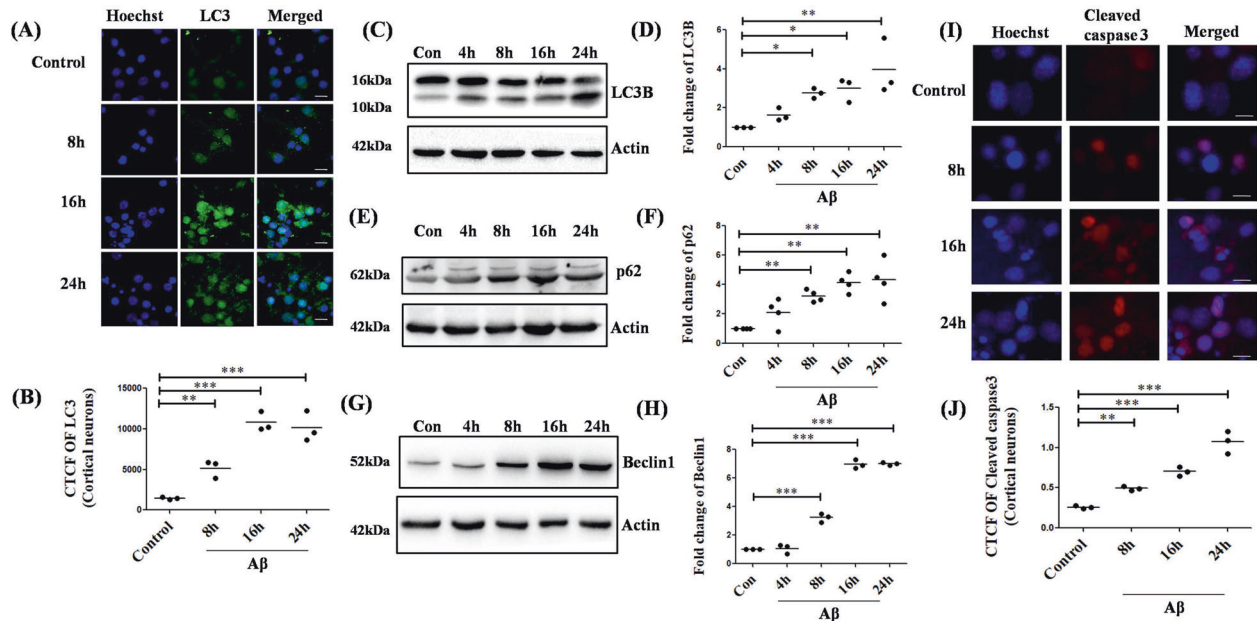 (A)
Hoechst LC3 Merged
Control
8h
16h
24h
(B)
CTCF OF LC3
(Cortical neurons)
15000
10000
5000
0
** *** ***
Control 8h 16h 24h
Aβ
(C)
Con 4h 8h 16h 24h
16kDa
10kDa
LC3B
42kDa
Actin
(D)
Fold change of LC3B
8
6
4
2
0
* * **
Con 4h 8h 16h 24h
Aβ
(E)
Con 4h 8h 16h 24h
62kDa
p62
42kDa
Actin
(F)
Fold change of p62
8
6
4
2
0
** ** **
Con 4h 8h 16h 24h
Aβ
(G)
Con 4h 8h 16h 24h
52kDa
Beclin1
42kDa
Actin
(H)
Fold change of Beclin1
8
6
4
2
0
*** *** ***
Con 4h 8h 16h 24h
Aβ
(I)
Hoechst Cleaved caspase 3 Merged
Control
8h
16h
24h
(J)
CTCF OF Cleaved caspase3
(Cortical neurons)
1.5
1.0
0.5
0.0
** *** ***
Control 8h 16h 24h
Aβ